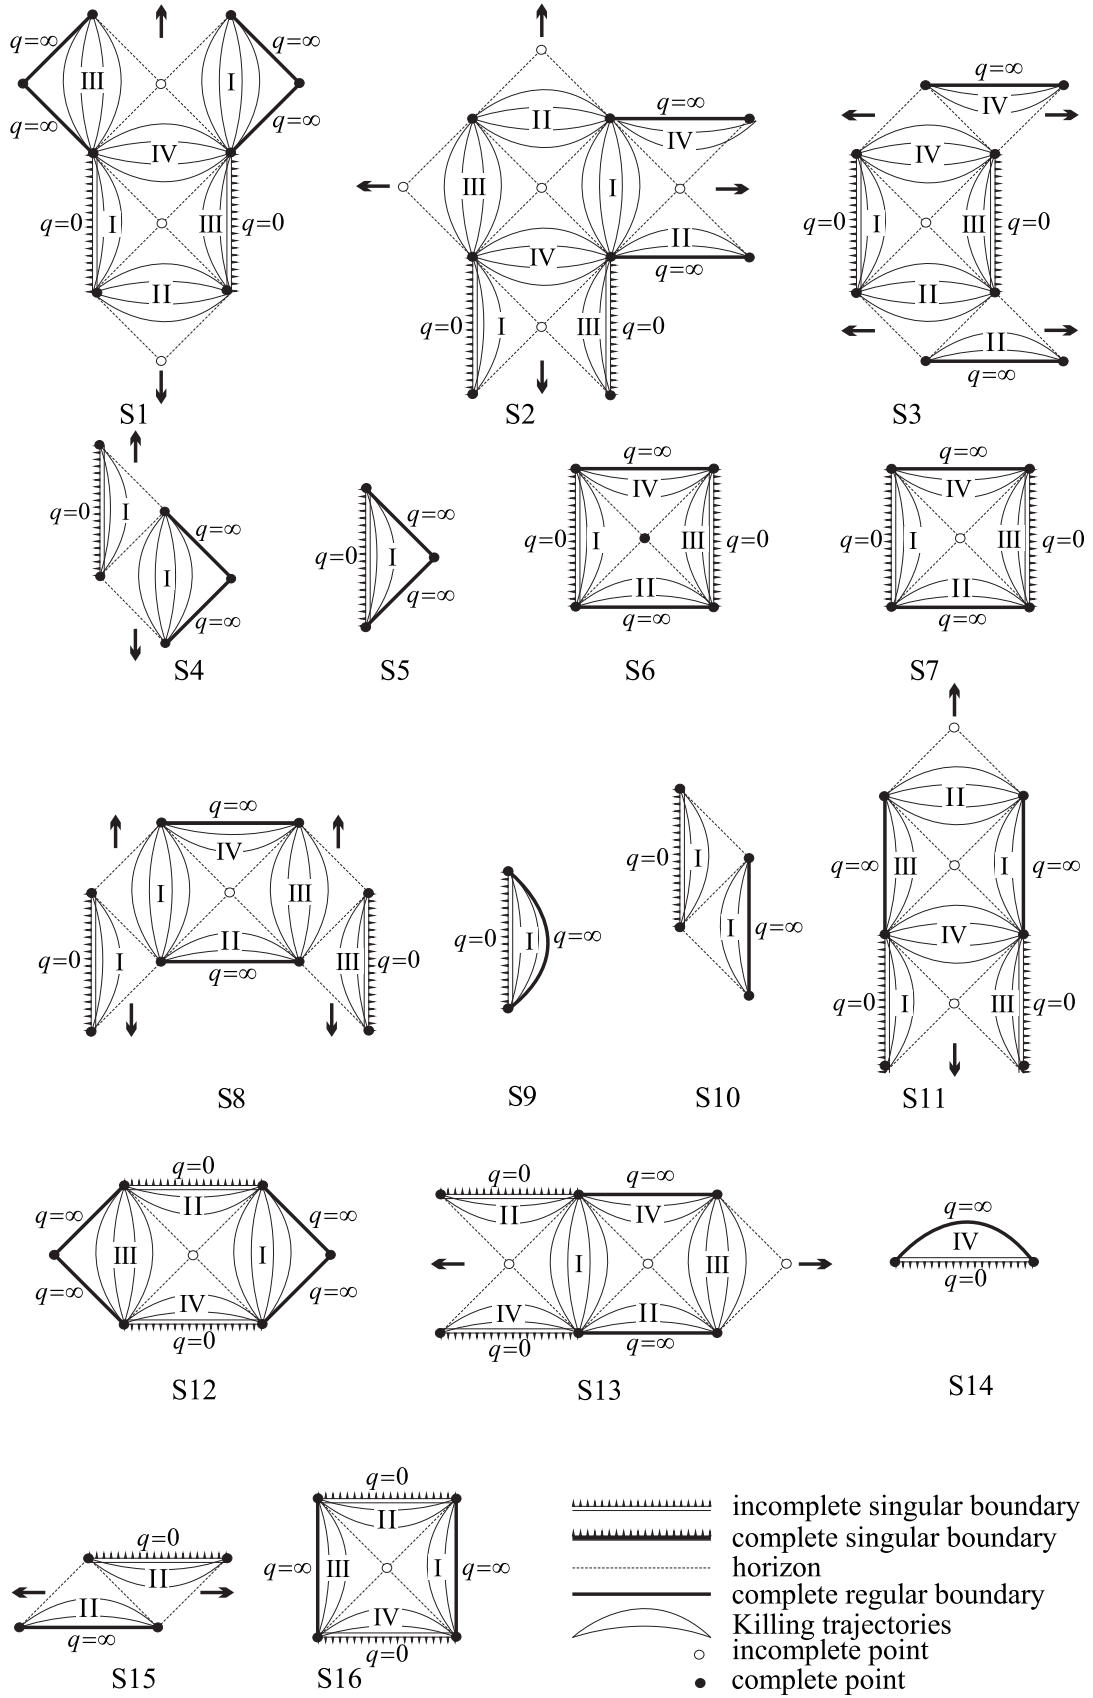 q=∞ q=∞
III I
q=∞ q=∞
IV
q=0 I III q=0
II
S1
II q=∞
IV
III I
IV II
q=∞
q=0 I III q=0
S2
q=∞
IV
IV
q=0 I III q=0
II
II
q=∞
S3
q=0 I q=∞
I
q=∞
S4
q=∞
q=0 I
q=∞
S5
q=∞
IV
q=0 I III q=0
II
q=∞
S6
q=∞
IV
q=0 I III q=0
II
q=∞
S7
q=∞
IV
I III
II
q=0 I q=∞ III q=0
S8
q=0 I q=∞
S9
q=0 I
I q=∞
S10
II
q=∞ III I q=∞
IV
q=0 I III q=0
S11
q=0
q=∞ II q=∞
III I
q=∞ IV q=∞
q=0
S12
q=0 q=∞
II IV
I III
IV II
q=0 q=∞
S13
q=∞
IV
q=0
S14
q=0
II
II
q=∞
S15
q=0
II
q=∞ III I q=∞
IV
q=0
S16
incomplete singular boundary
complete singular boundary
horizon
complete regular boundary
Killing trajectories
incomplete point
complete point